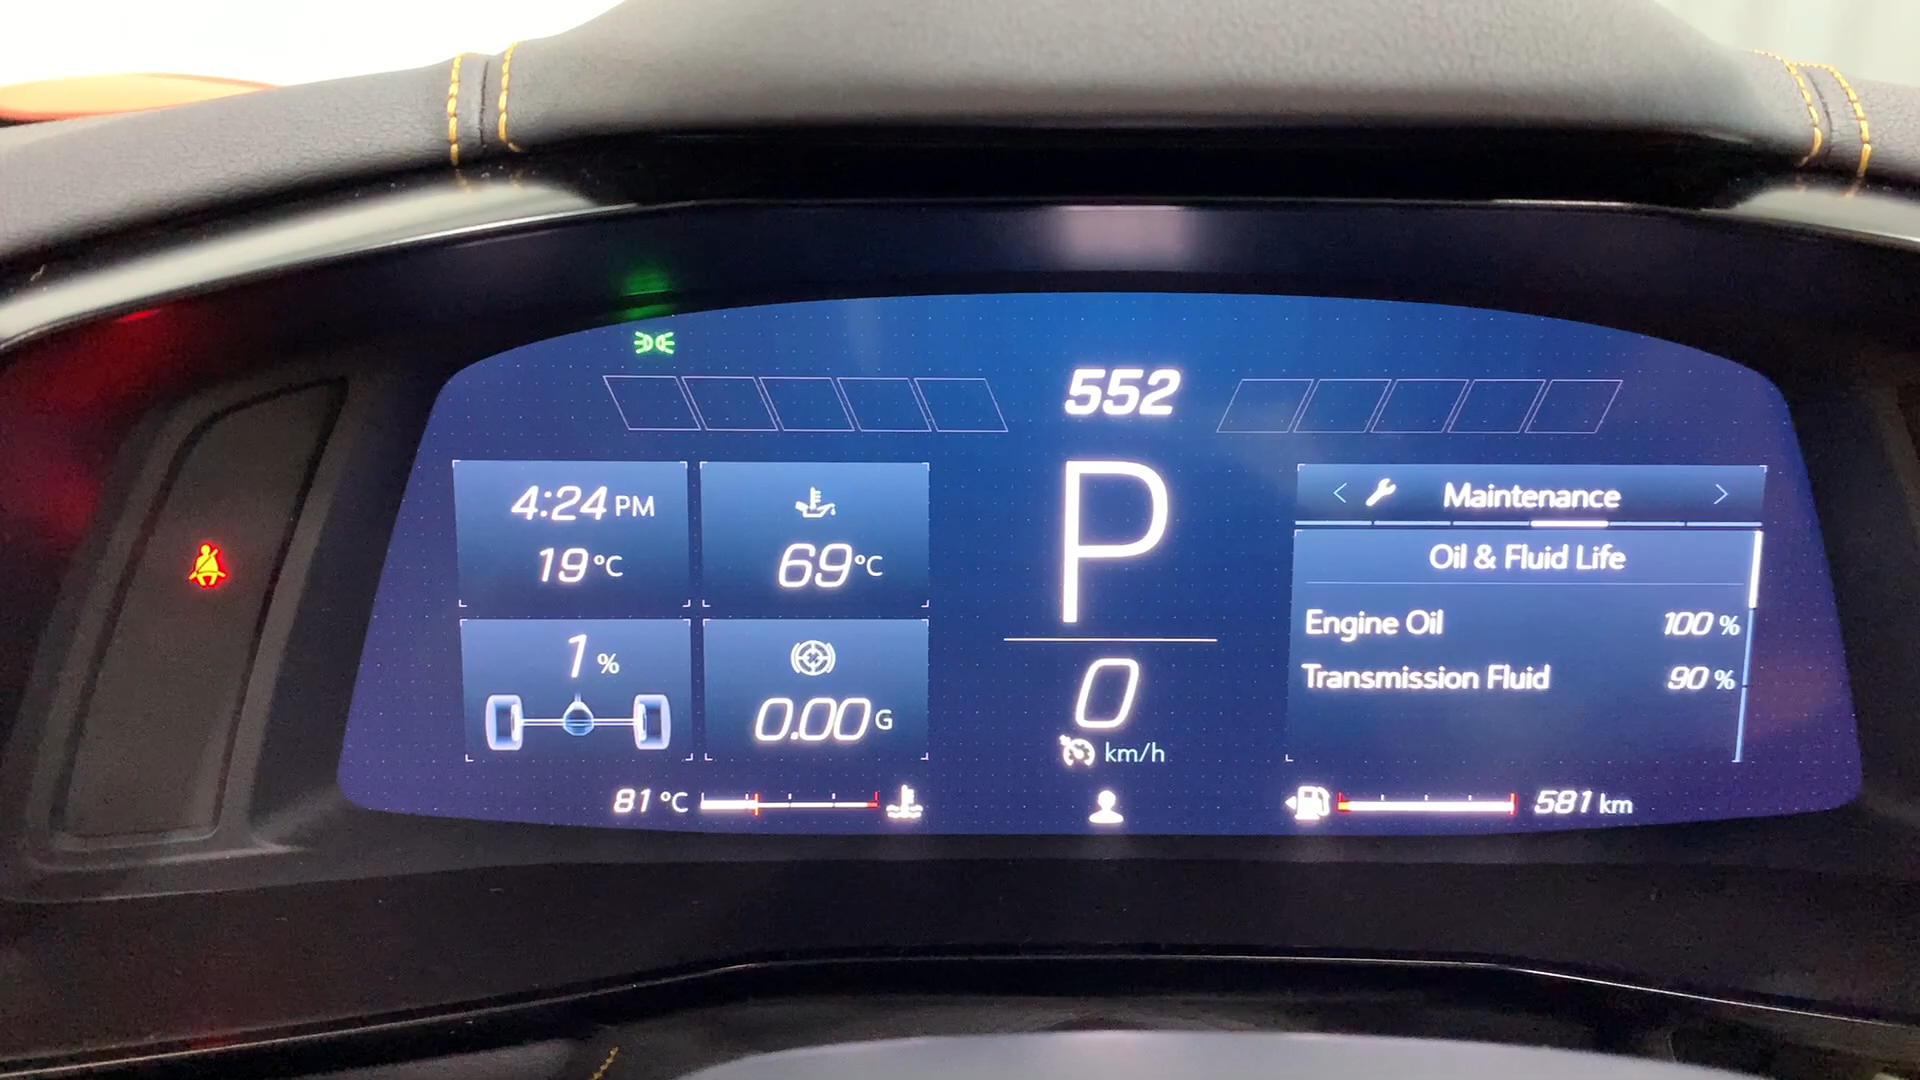 552
4:24 PM
19 °C
69 °C
P
Maintenance
Oil & Fluid Life
Engine Oil 100 %
Transmission Fluid 90 %
1 %
0.00 G
0
km/h
81 °C
581 km